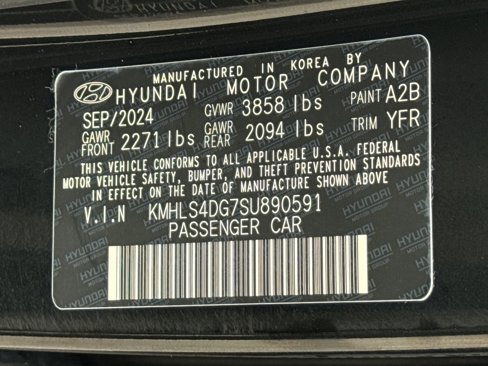 MANUFACTURED IN KOREA BY
HYUNDAI MOTOR COMPANY
SEP/2024 GVWR 3858 lbs PAINT A2B
GAWR FRONT 2271 lbs GAWR REAR 2094 lbs TRIM YFR
THIS VEHICLE CONFORMS TO ALL APPLICABLE U.S.A. FEDERAL
MOTOR VEHICLE SAFETY, BUMPER, AND THEFT PREVENTION STANDARDS
IN EFFECT ON THE DATE OF MANUFACTURE SHOWN ABOVE
V.I.N KMHLS4DG7SU890591
PASSENGER CAR